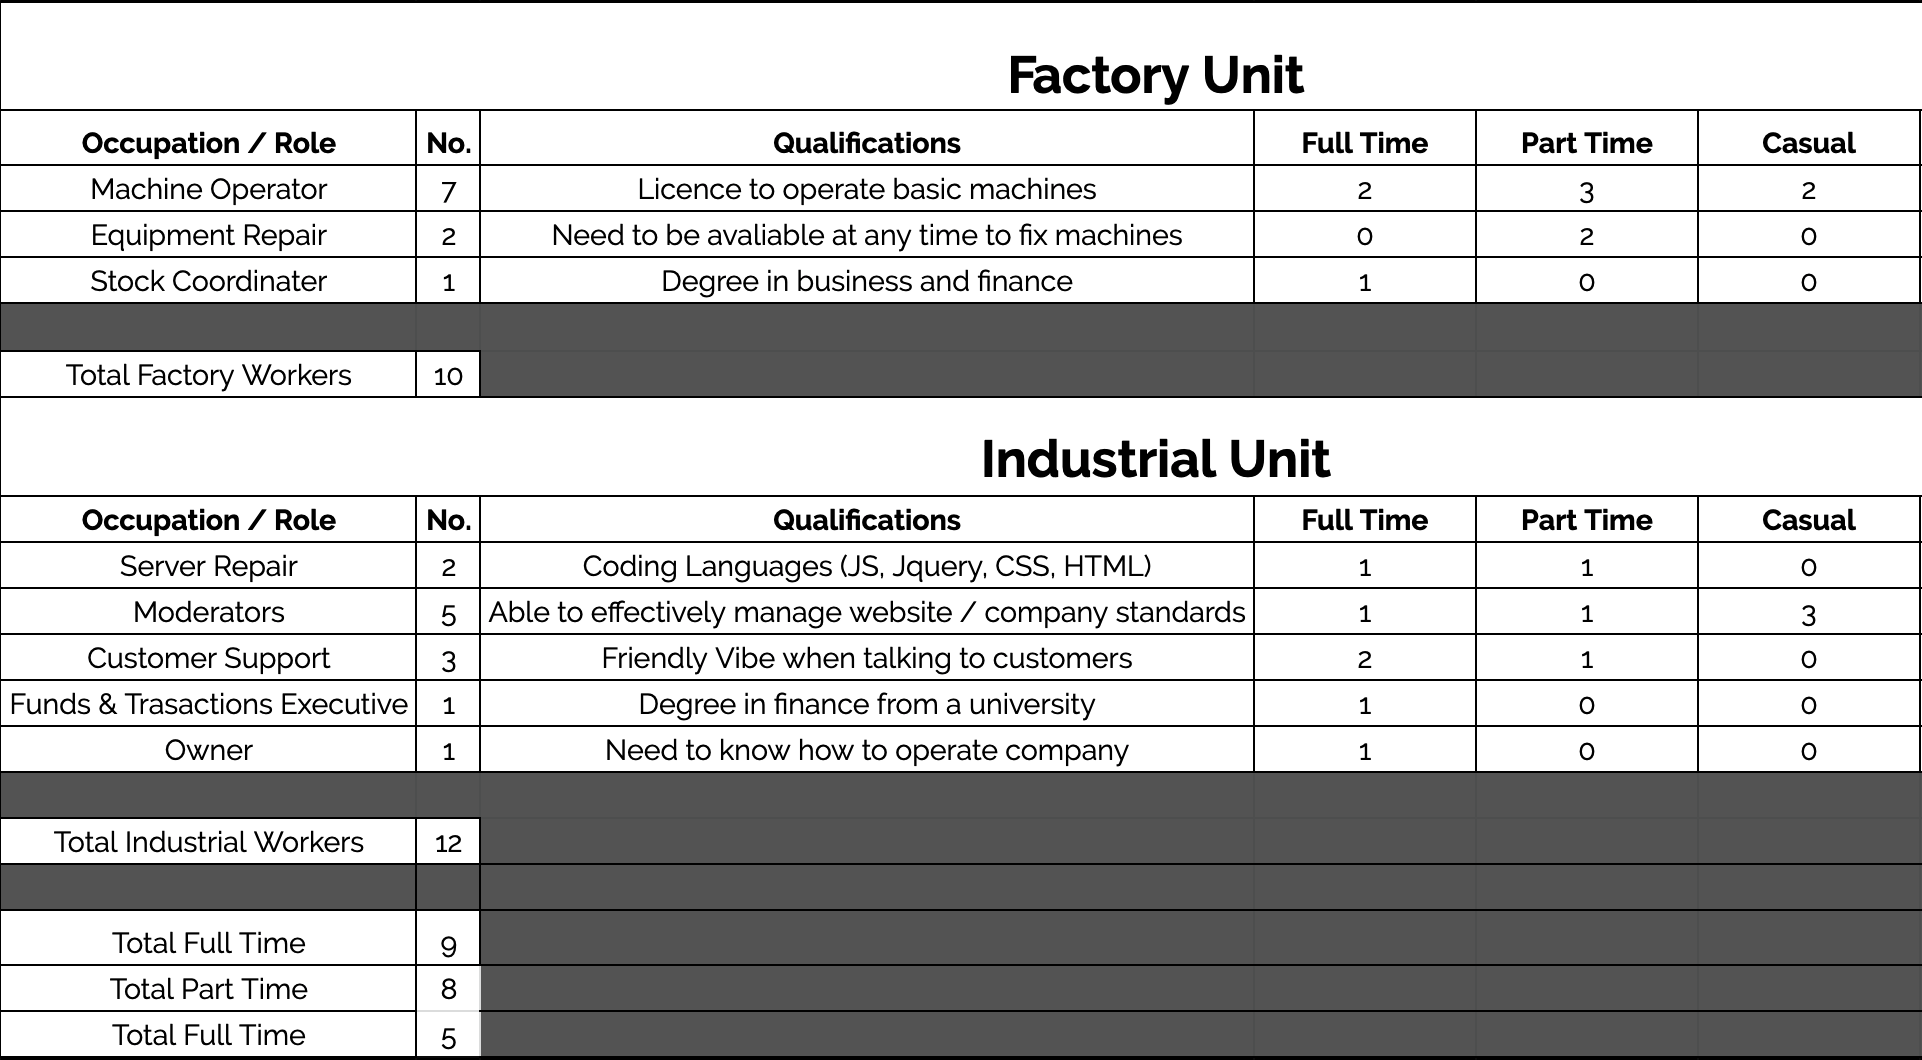 Factory Unit
Occupation / Role No. Qualifications Full Time Part Time Casual
Machine Operator 7 Licence to operate basic machines 2 3 2
Equipment Repair 2 Need to be avaliable at any time to fix machines 0 2 0
Stock Coordinater 1 Degree in business and finance 1 0 0
Total Factory Workers 10
Industrial Unit
Occupation / Role No. Qualifications Full Time Part Time Casual
Server Repair 2 Coding Languages (JS, Jquery, CSS, HTML) 1 1 0
Moderators 5 Able to effectively manage website / company standards 1 1 3
Customer Support 3 Friendly Vibe when talking to customers 2 1 0
Funds & Trasactions Executive 1 Degree in finance from a university 1 0 0
Owner 1 Need to know how to operate company 1 0 0
Total Industrial Workers 12
Total Full Time 9
Total Part Time 8
Total Full Time 5